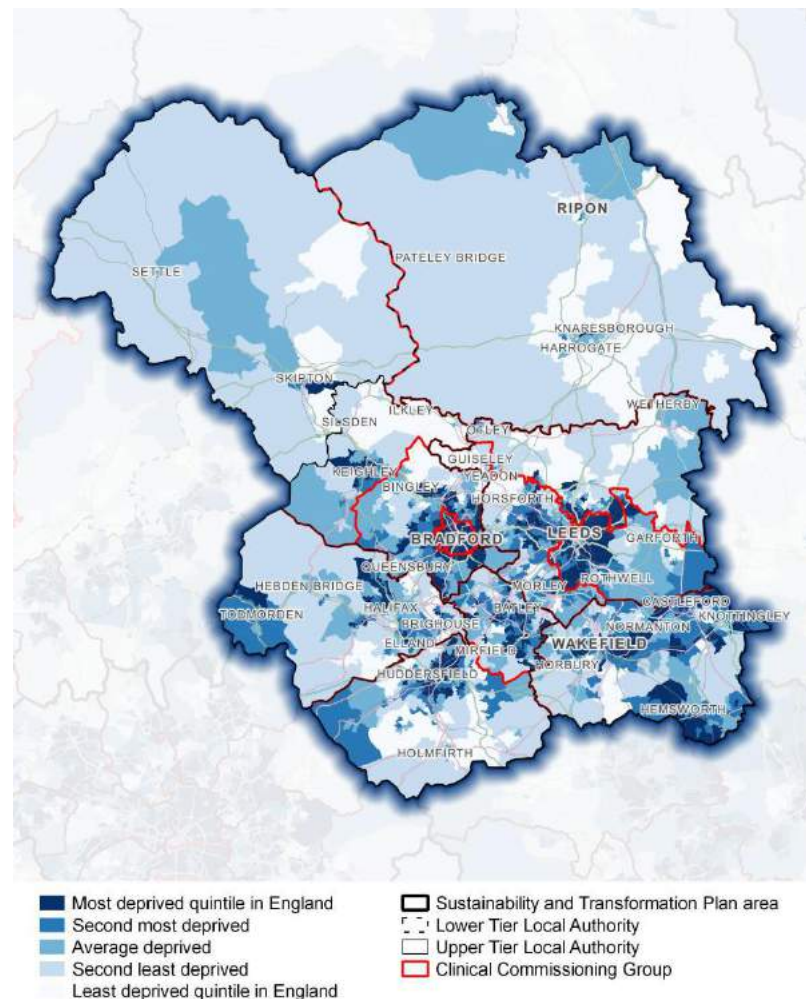 RIPON
PATELEY BRIDGE
SETTLE
KNARESBOROUGH
HARROGATE
SKIPTON
WETHERBY
ILKLEY
SILSDEN
OTLEY
GUISELEY
KEIGHLEY
YEADON
BINGLEY
HORSFORTH
BRADFORD
LEEDS
GARFORTH
QUEENSBURY
HEBDEN BRIDGE
MORLEY
ROTHWELL
TODMORDEN
HALIFAX
BATLEY
CASTLEFORD
KNOTTINGLEY
BRIGHOUSE
NORMANTON
ELLAND
MIRFIELD
WAKEFIELD
HUDDERSFIELD
HORBURY
HEMSWORTH
HOLMFIRTH
Most deprived quintile in England
Second most deprived
Average deprived
Second least deprived
Least deprived quintile in England
Sustainability and Transformation Plan area
Lower Tier Local Authority
Upper Tier Local Authority
Clinical Commissioning Group